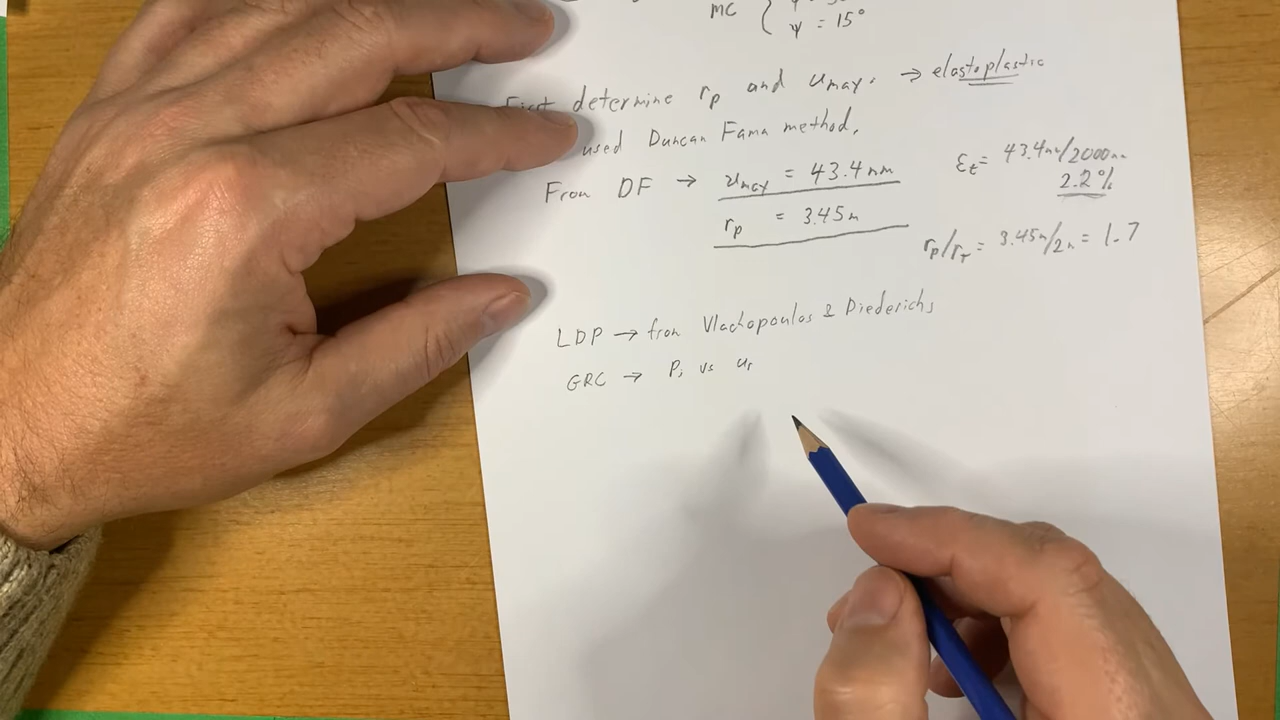 MC { ψ = 15°
First determine rp and umax. → elastoplastic
used Duncan Fama method.
From DF → umax = 43.4mm
rp = 3.45m
εt = 43.4mm/2000mm
2.2%
rp/rT = 3.45m/2m = 1.7
LDP → from Vlachopoulos & Diederichs
GRC → Pi vs ur